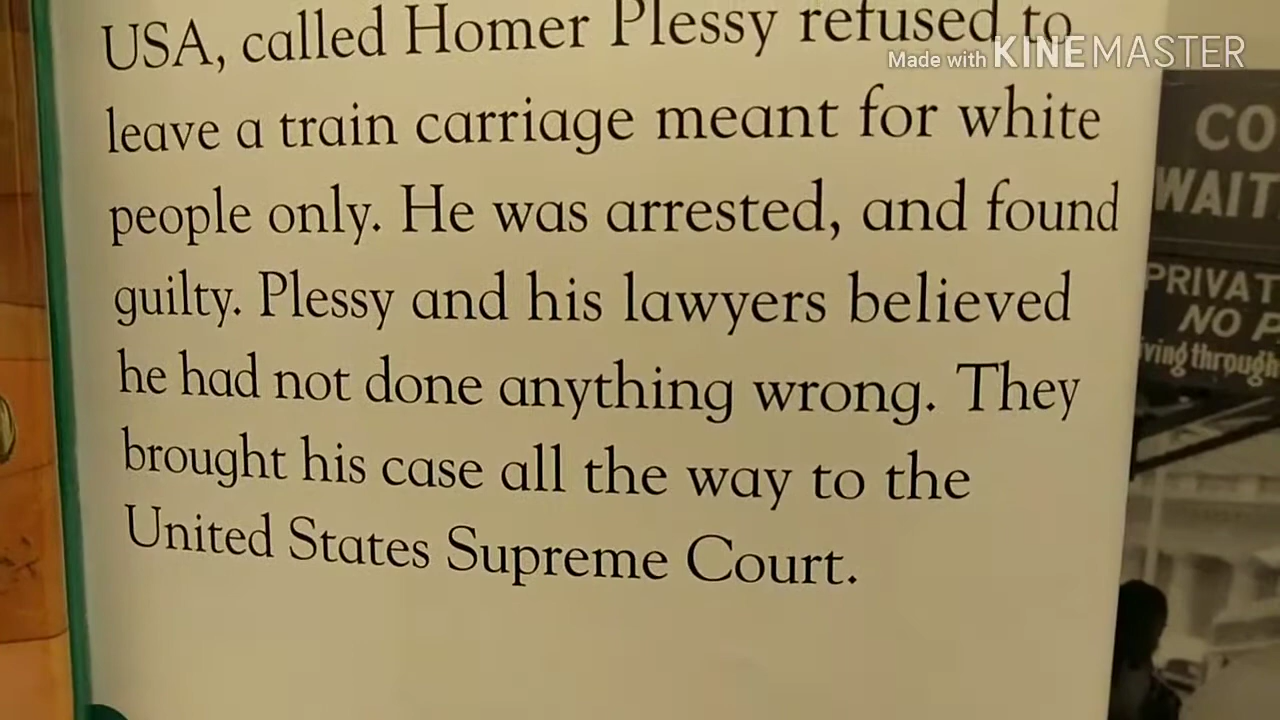 USA, called Homer Plessy refused to
leave a train carriage meant for white
people only. He was arrested, and found
guilty. Plessy and his lawyers believed
he had not done anything wrong. They
brought his case all the way to the
United States Supreme Court.
Made with KINEMASTER
CO
WAIT
PRIVAT
NO P
iving through